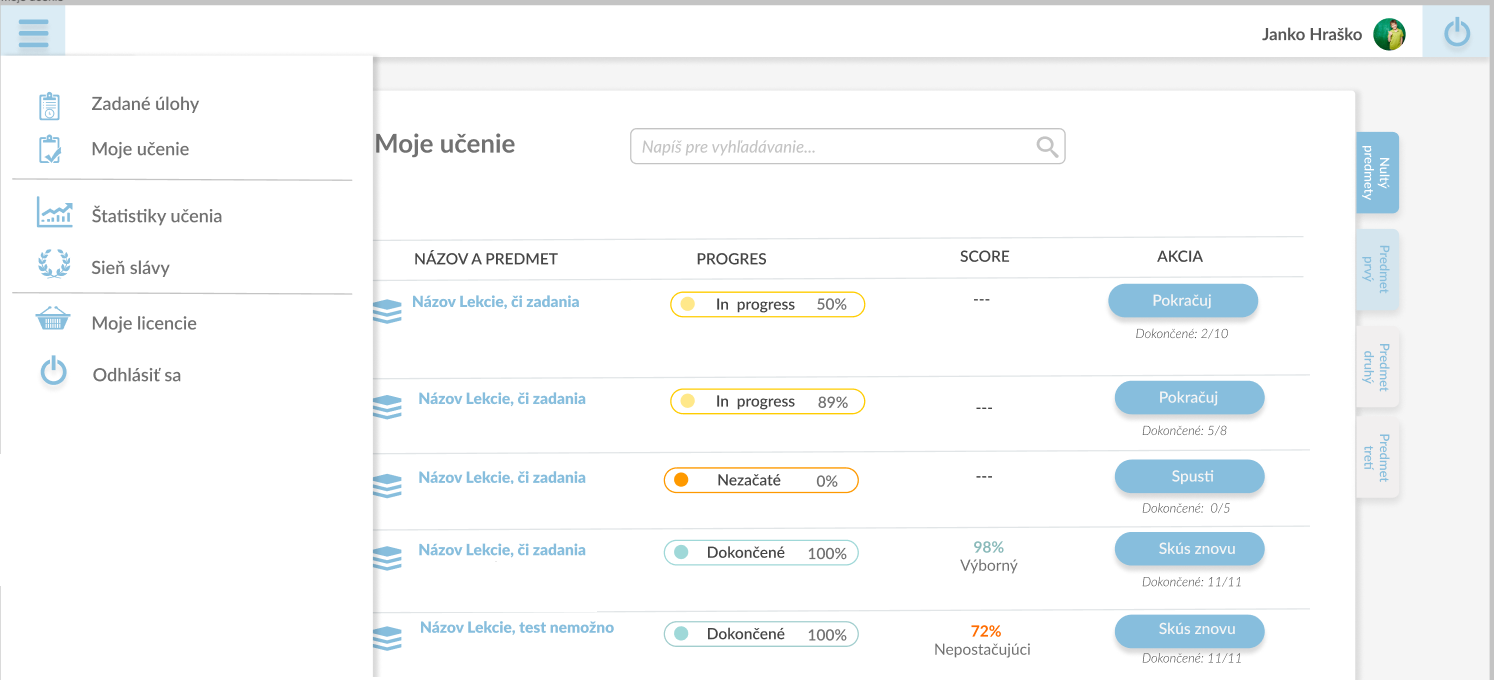 Moje učenie
Janko Hraško
Zadané úlohy
Moje učenie
Štatistiky učenia
Sieň slávy
Moje licencie
Odhlásiť sa
Moje učenie
Napíš pre vyhľadávanie...
NÁZOV A PREDMET PROGRES SCORE AKCIA
Názov Lekcie, či zadania In progress 50% --- Pokračuj
Dokončené: 2/10
Názov Lekcie, či zadania In progress 89% --- Pokračuj
Dokončené: 5/8
Názov Lekcie, či zadania Nezačaté 0% --- Spusti
Dokončené: 0/5
Názov Lekcie, či zadania Dokončené 100% 98% Skús znovu
Výborný
Dokončené: 11/11
Názov Lekcie, test nemožno Dokončené 100% 72% Skús znovu
Nepostačujúci
Dokončené: 11/11
Nultý
predmety
Predmet
prvý
Predmet
druhý
Predmet
tretí